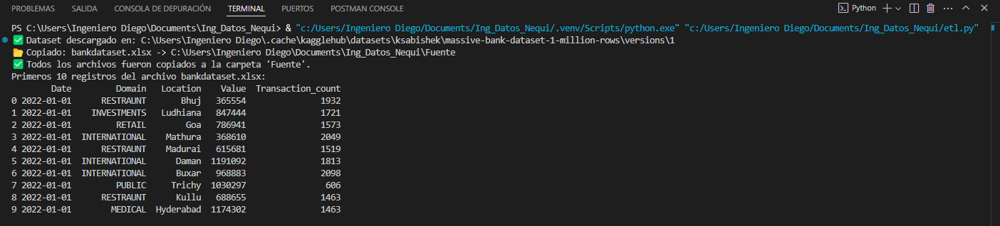 PROBLEMAS SALIDA CONSOLA DE DEPURACIÓN TERMINAL PUERTOS POSTMAN CONSOLE Python
PS C:\Users\Ingeniero Diego\Documents\Ing_Datos_Nequi> & "c:/Users/Ingeniero Diego/Documents/Ing_Datos_Nequi/.venv/Scripts/python.exe" "c:/Users/Ingeniero Diego/Documents/Ing_Datos_Nequi/etl.py"
✅ Dataset descargado en: C:\Users\Ingeniero Diego\.cache\kagglehub\datasets\ksabishek\massive-bank-dataset-1-million-rows\versions\1
📂 Copiado: bankdataset.xlsx -> C:\Users\Ingeniero Diego\Documents\Ing_Datos_Nequi\Fuente
✅ Todos los archivos fueron copiados a la carpeta 'Fuente'.
Primeros 10 registros del archivo bankdataset.xlsx:
Date Domain Location Value Transaction_count
0 2022-01-01 RESTRAUNT Bhuj 365554 1932
1 2022-01-01 INVESTMENTS Ludhiana 847444 1721
2 2022-01-01 RETAIL Goa 786941 1573
3 2022-01-01 INTERNATIONAL Mathura 368610 2049
4 2022-01-01 RESTRAUNT Madurai 615681 1519
5 2022-01-01 INTERNATIONAL Daman 1191092 1813
6 2022-01-01 INTERNATIONAL Buxar 968883 2098
7 2022-01-01 PUBLIC Trichy 1030297 606
8 2022-01-01 RESTRAUNT Kullu 688655 1463
9 2022-01-01 MEDICAL Hyderabad 1174302 1463